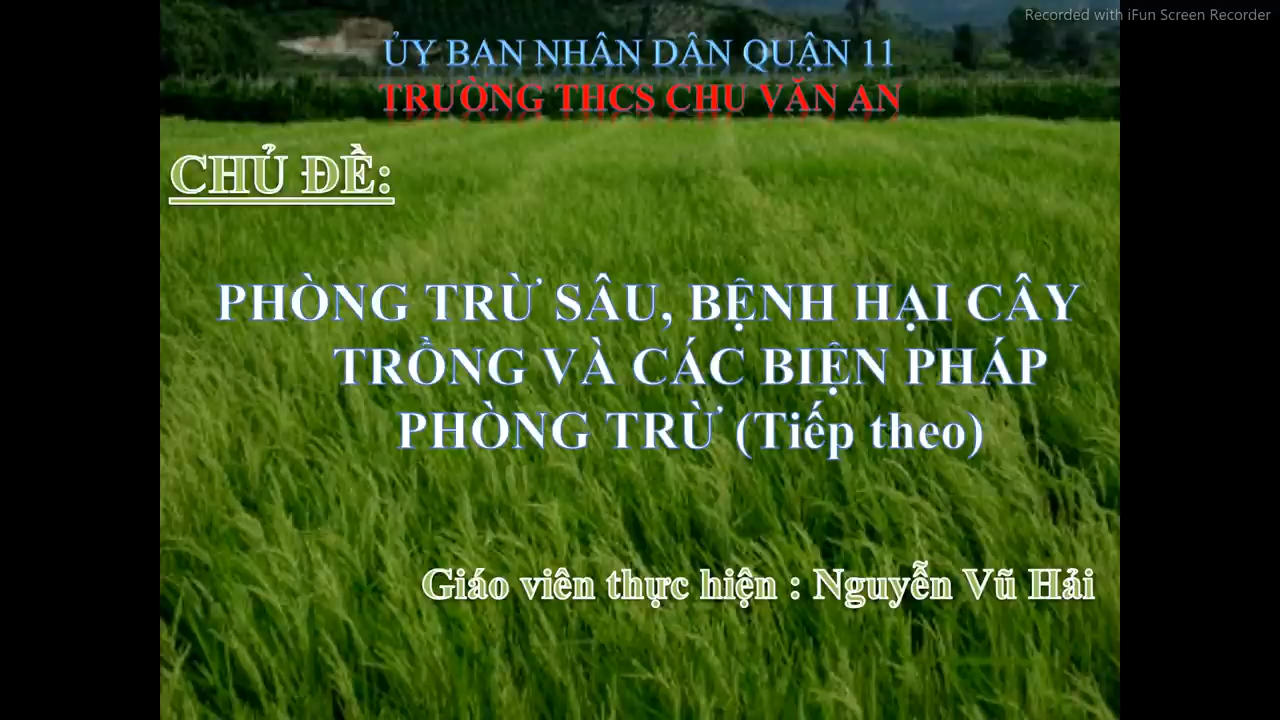 Recorded with iFun Screen Recorder
ỦY BAN NHÂN DÂN QUẬN 11
TRƯỜNG THCS CHU VĂN AN
CHỦ ĐỀ:
PHÒNG TRỪ SÂU, BỆNH HẠI CÂY
TRỒNG VÀ CÁC BIỆN PHÁP
PHÒNG TRỪ (Tiếp theo)
Giáo viên thực hiện : Nguyễn Vũ Hải